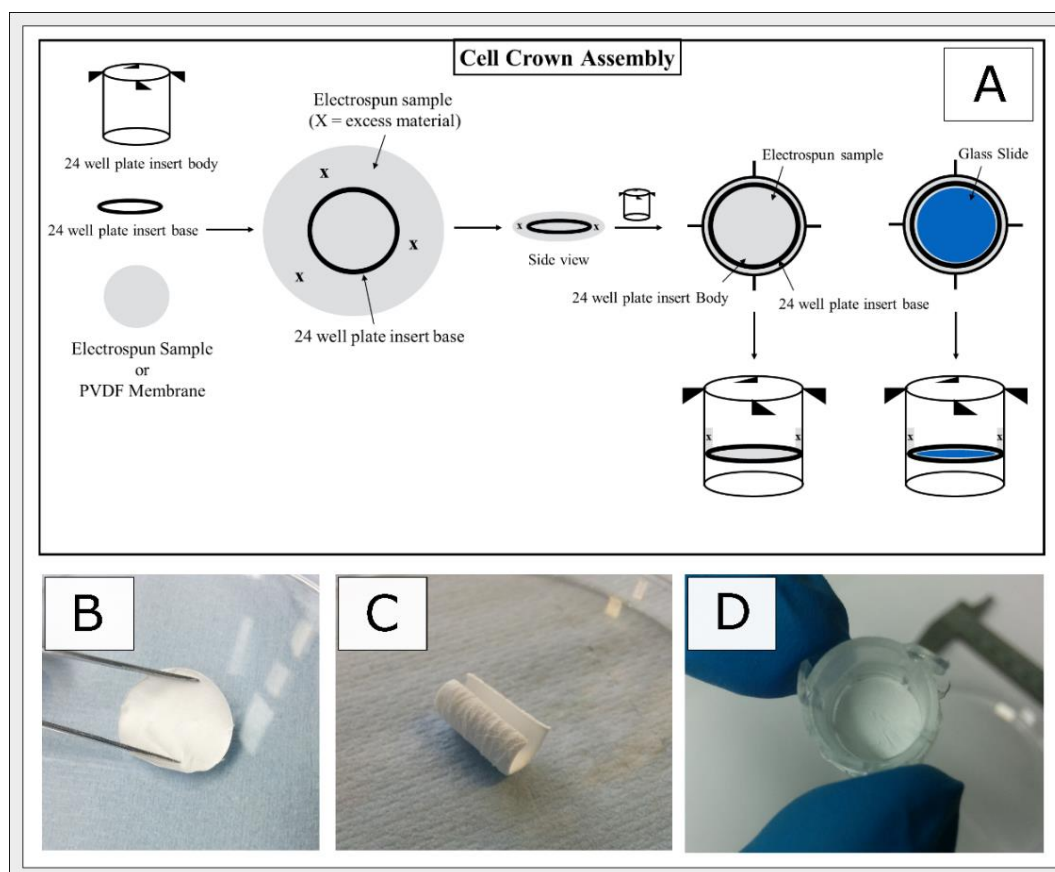 Cell Crown Assembly
A
24 well plate insert body
24 well plate insert base
Electrospun Sample
or
PVDF Membrane
Electrospun sample
(X = excess material)
x
x
x
24 well plate insert base
x
x
Side view
Electrospun sample
24 well plate insert Body
24 well plate insert base
Glass Slide
x
x
x
x
B
C
D